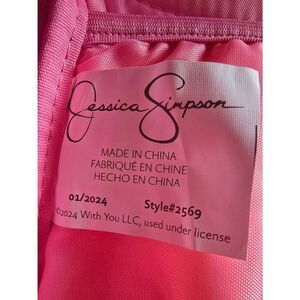 Jessica Simpson
MADE IN CHINA
FABRIQUÉ EN CHINE
HECHO EN CHINA
01/2024 Style#2569
©2024 With You LLC, used under license